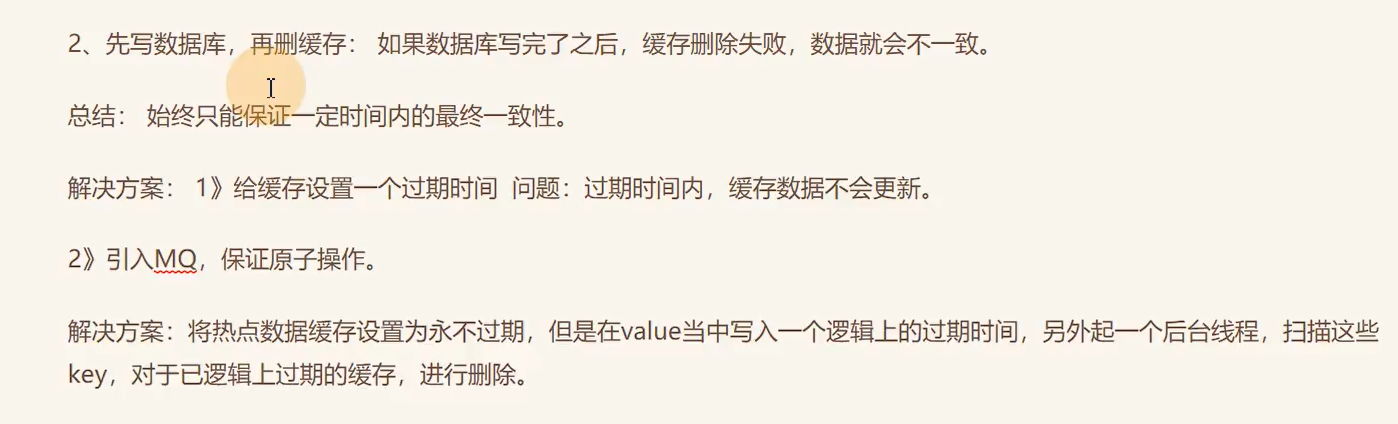 2、先写数据库，再删缓存： 如果数据库写完了之后，缓存删除失败，数据就会不一致。
总结： 始终只能保证一定时间内的最终一致性。
解决方案： 1》给缓存设置一个过期时间 问题：过期时间内，缓存数据不会更新。
2》引入MQ，保证原子操作。
解决方案：将热点数据缓存设置为永不过期，但是在value当中写入一个逻辑上的过期时间，另外起一个后台线程，扫描这些
key，对于已逻辑上过期的缓存，进行删除。